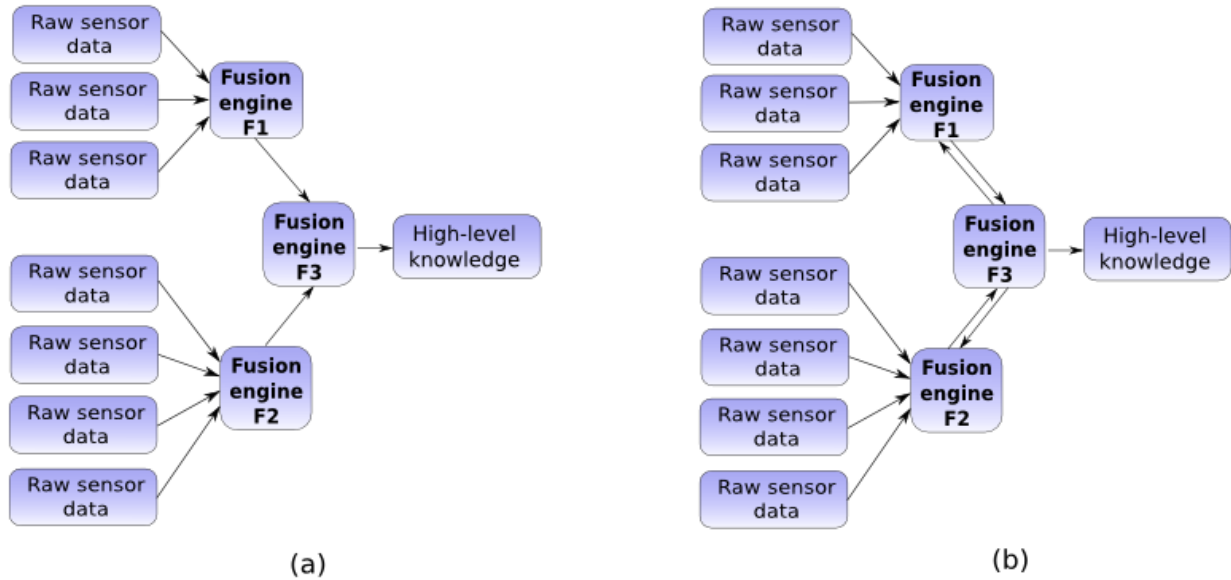 Raw sensor
data
Raw sensor
data
Raw sensor
data
Fusion
engine
F1
Fusion
engine
F3
High-level
knowledge
Raw sensor
data
Raw sensor
data
Raw sensor
data
Raw sensor
data
Fusion
engine
F2
(a)
Raw sensor
data
Raw sensor
data
Raw sensor
data
Fusion
engine
F1
Fusion
engine
F3
High-level
knowledge
Raw sensor
data
Raw sensor
data
Raw sensor
data
Raw sensor
data
Fusion
engine
F2
(b)